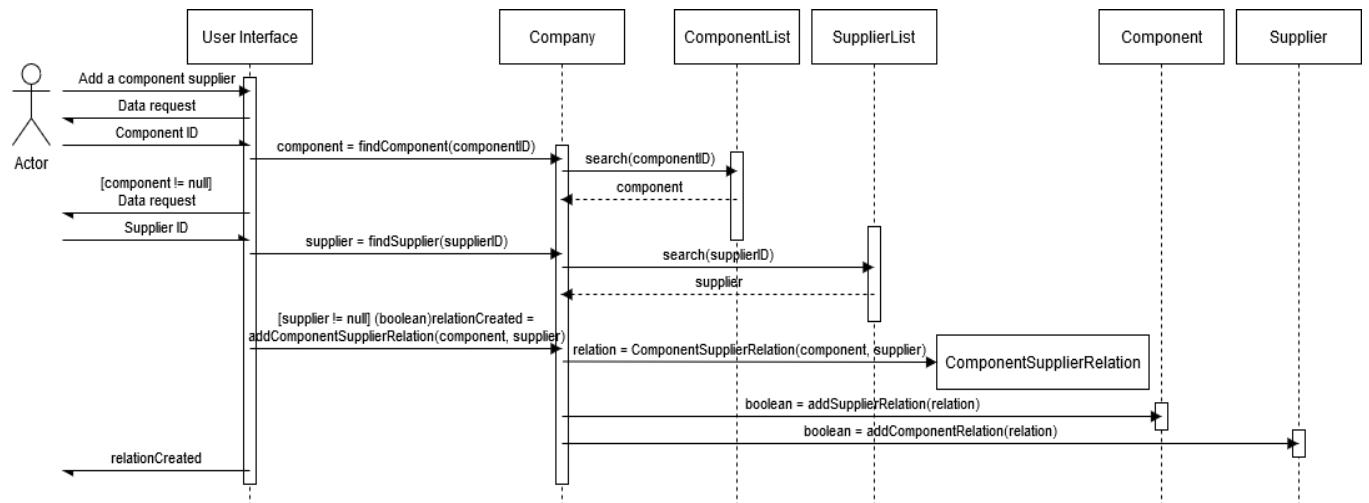 User Interface
Company
ComponentList
SupplierList
Component
Supplier
Add a component supplier
Data request
Component ID
Actor
component = findComponent(componentID)
search(componentID)
component
[component != null]
Data request
Supplier ID
supplier = findSupplier(supplierID)
search(supplierID)
supplier
[supplier != null] (boolean)relationCreated =
addComponentSupplierRelation(component, supplier)
relation = ComponentSupplierRelation(component, supplier)
ComponentSupplierRelation
boolean = addSupplierRelation(relation)
boolean = addComponentRelation(relation)
relationCreated